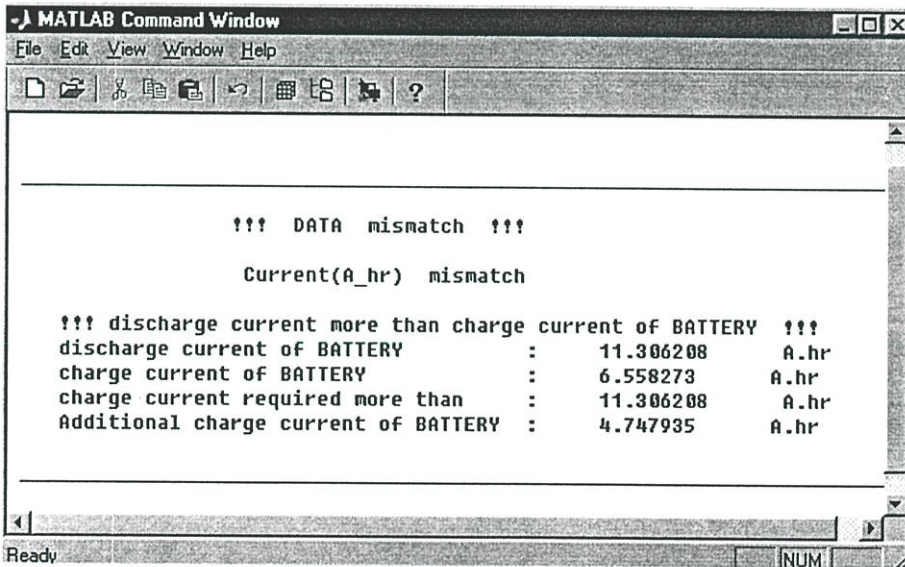 MATLAB Command Window
File Edit View Window Help
?
!!! DATA mismatch !!!
Current(A_hr) mismatch
!!! discharge current more than charge current of BATTERY !!!
discharge current of BATTERY : 11.306208 A.hr
charge current of BATTERY : 6.558273 A.hr
charge current required more than : 11.306208 A.hr
Additional charge current of BATTERY : 4.747935 A.hr
Ready NUM